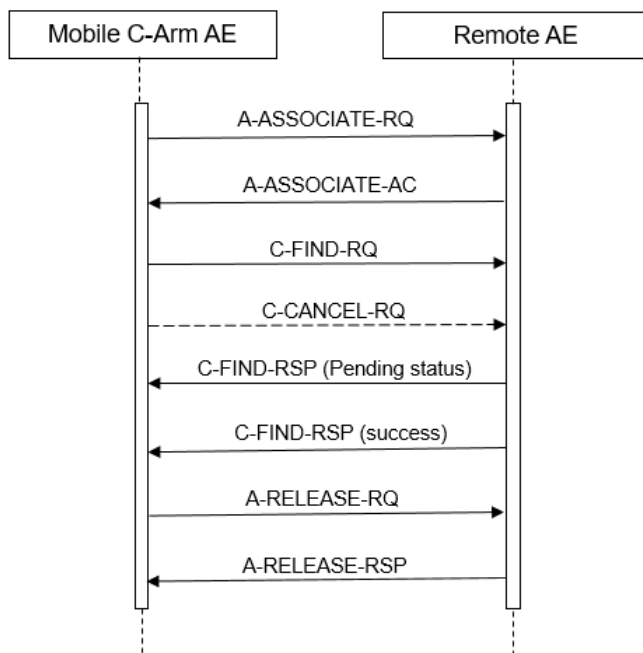 Mobile C-Arm AE
Remote AE
A-ASSOCIATE-RQ
A-ASSOCIATE-AC
C-FIND-RQ
C-CANCEL-RQ
C-FIND-RSP (Pending status)
C-FIND-RSP (success)
A-RELEASE-RQ
A-RELEASE-RSP